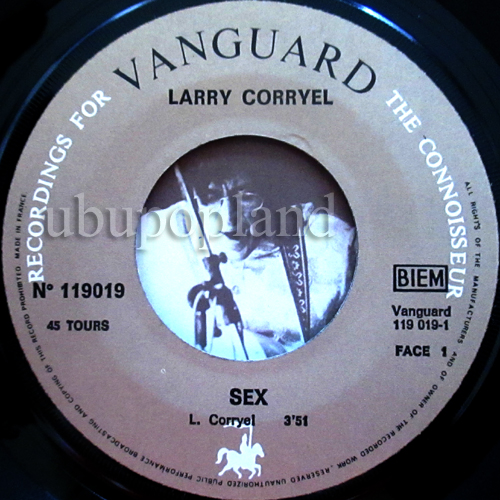 VANGUARD
RECORDINGS FOR THE CONNOISSEUR
LARRY CORRYEL
ubupopland
N° 119019
45 TOURS
BIEM
Vanguard
119 019-1
FACE 1
SEX
L. Corryel 3'51
ALL RIGHTS OF THE MANUFACTURERS AND OF OWNER OF THE RECORDED WORK, RESERVED UNAUTHORIZED PUBLIC PERFORMANCE BROADCASTING AND COPYING OF THIS RECORD PROHIBITED. MADE IN FRANCE